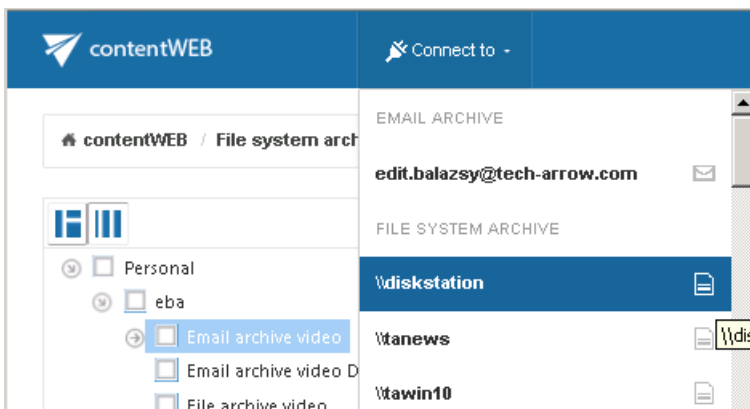 contentWEB
Connect to
contentWEB / File system arch
EMAIL ARCHIVE
edit.balazsy@tech-arrow.com
FILE SYSTEM ARCHIVE
\\diskstation
\\dis
\\tanews
\\tawin10
Personal
eba
Email archive video
Email archive video D
File archive video